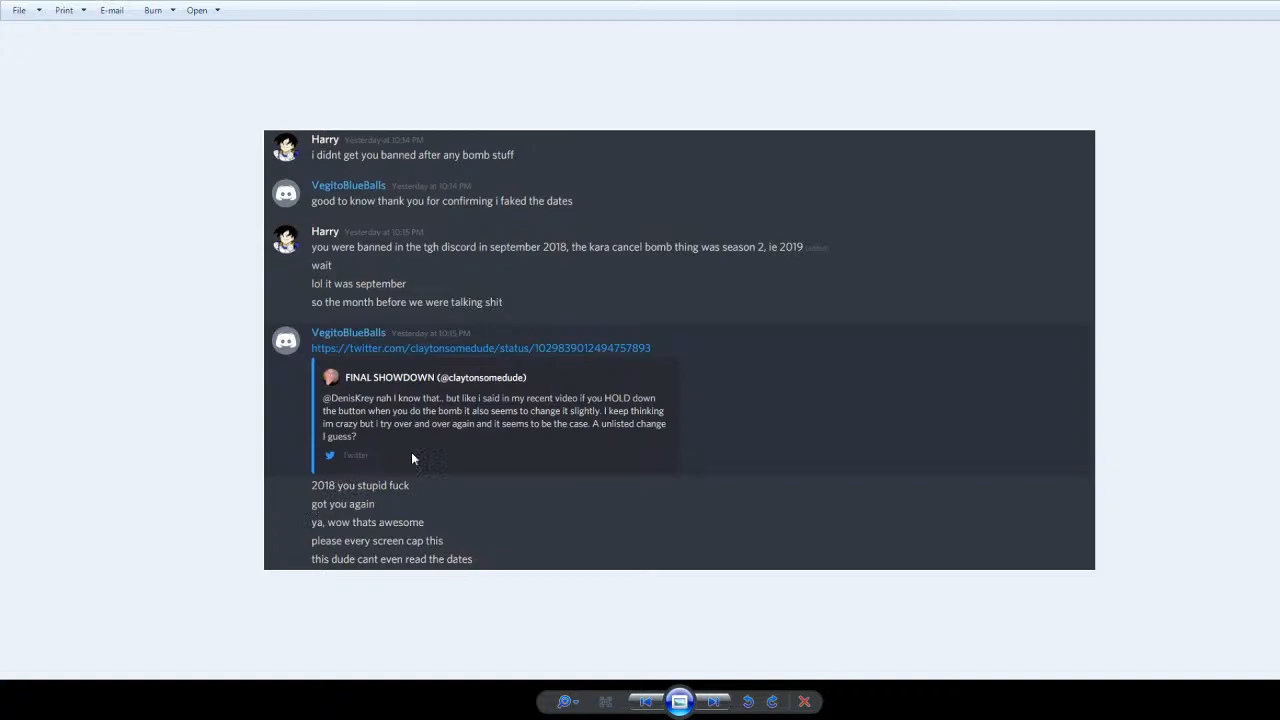 File Print E-mail Burn Open
Harry Yesterday at 10:14 PM
i didnt get you banned after any bomb stuff
VegitoBlueBalls Yesterday at 10:14 PM
good to know thank you for confirming i faked the dates
Harry Yesterday at 10:15 PM
you were banned in the tgh discord in september 2018, the kara cancel bomb thing was season 2, ie 2019 (edited)
wait
lol it was september
so the month before we were talking shit
VegitoBlueBalls Yesterday at 10:15 PM
https://twitter.com/claytonsomedude/status/1029839012494757893
FINAL SHOWDOWN (@claytonsomedude)
@DenisKrey nah I know that.. but like i said in my recent video if you HOLD down
the button when you do the bomb it also seems to change it slightly. I keep thinking
im crazy but i try over and over again and it seems to be the case. A unlisted change
I guess?
Twitter
2018 you stupid fuck
got you again
ya, wow thats awesome
please every screen cap this
this dude cant even read the dates